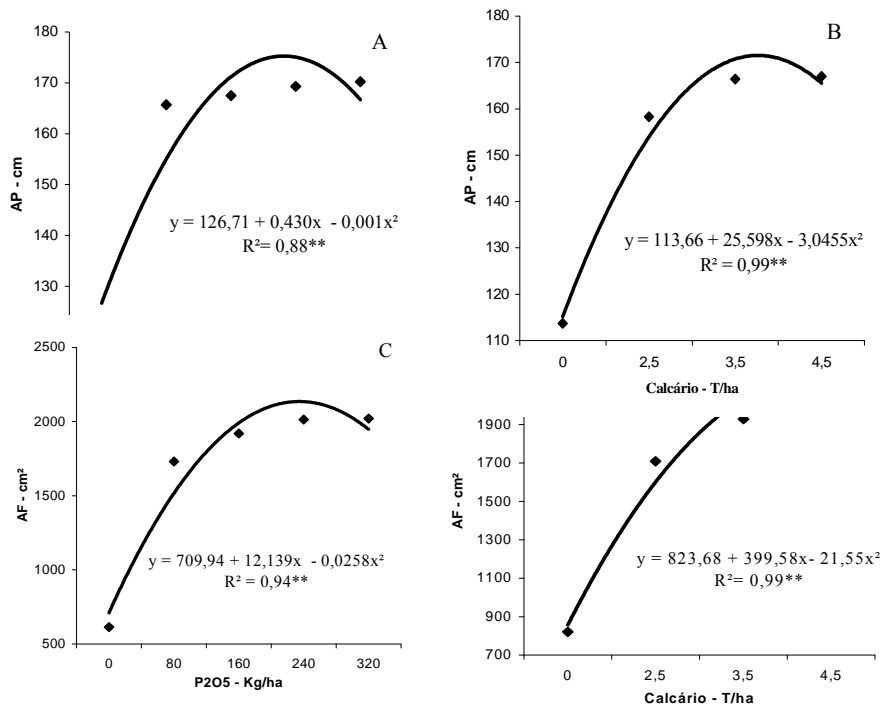 A
180
170
160
150
140
130
AP - cm
y = 126,71 + 0,430x - 0,001x²
R²= 0,88**
B
180
170
160
150
140
130
120
110
AP - cm
y = 113,66 + 25,598x - 3,0455x²
R² = 0,99**
0 2,5 3,5 4,5
Calcário - T/ha
C
2500
2000
1500
1000
500
AF - cm²
y = 709,94 + 12,139x - 0,0258x²
R² = 0,94**
0 80 160 240 320
P2O5 - Kg/ha
1900
1700
1500
1300
1100
900
700
AF - cm²
y = 823,68 + 399,58x- 21,55x²
R²= 0,99**
0 2,5 3,5 4,5
Calcário - T/ha